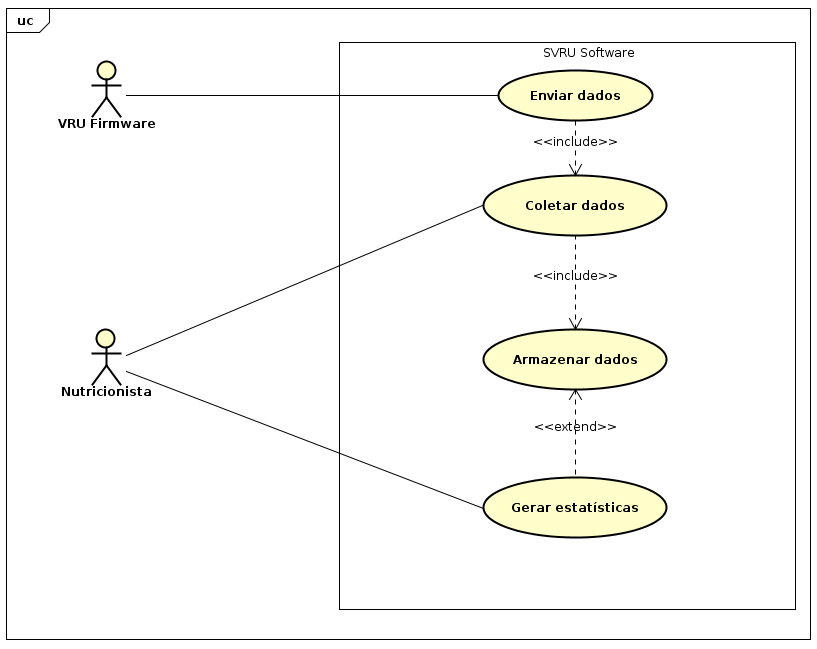 uc
SVRU Software
Enviar dados
VRU Firmware
<<include>>
Coletar dados
<<include>>
Armazenar dados
Nutricionista
<<extend>>
Gerar estatísticas